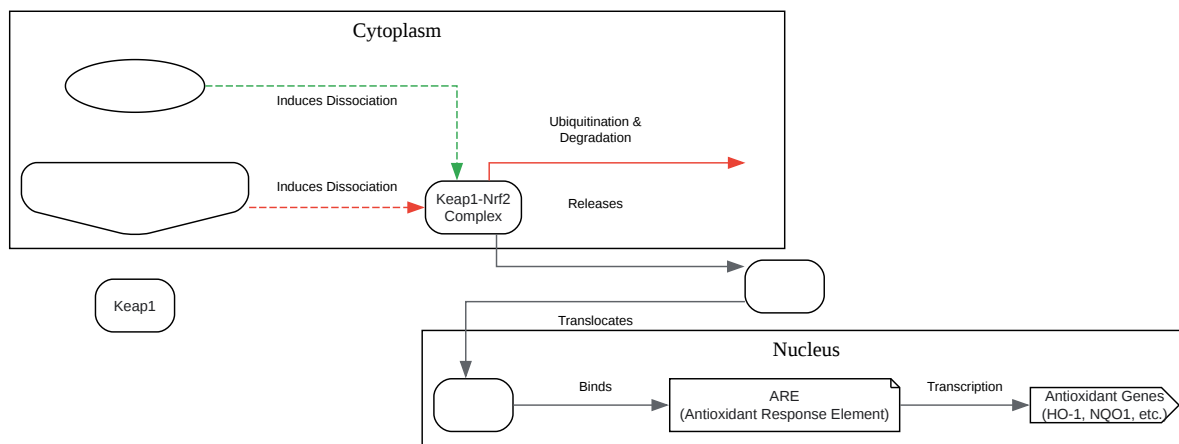 Cytoplasm
Induces Dissociation
Ubiquitination &
Degradation
Induces Dissociation
Keap1-Nrf2
Complex
Releases
Keap1
Translocates
Nucleus
Binds
ARE
(Antioxidant Response Element)
Transcription
Antioxidant Genes
(HO-1, NQO1, etc.)